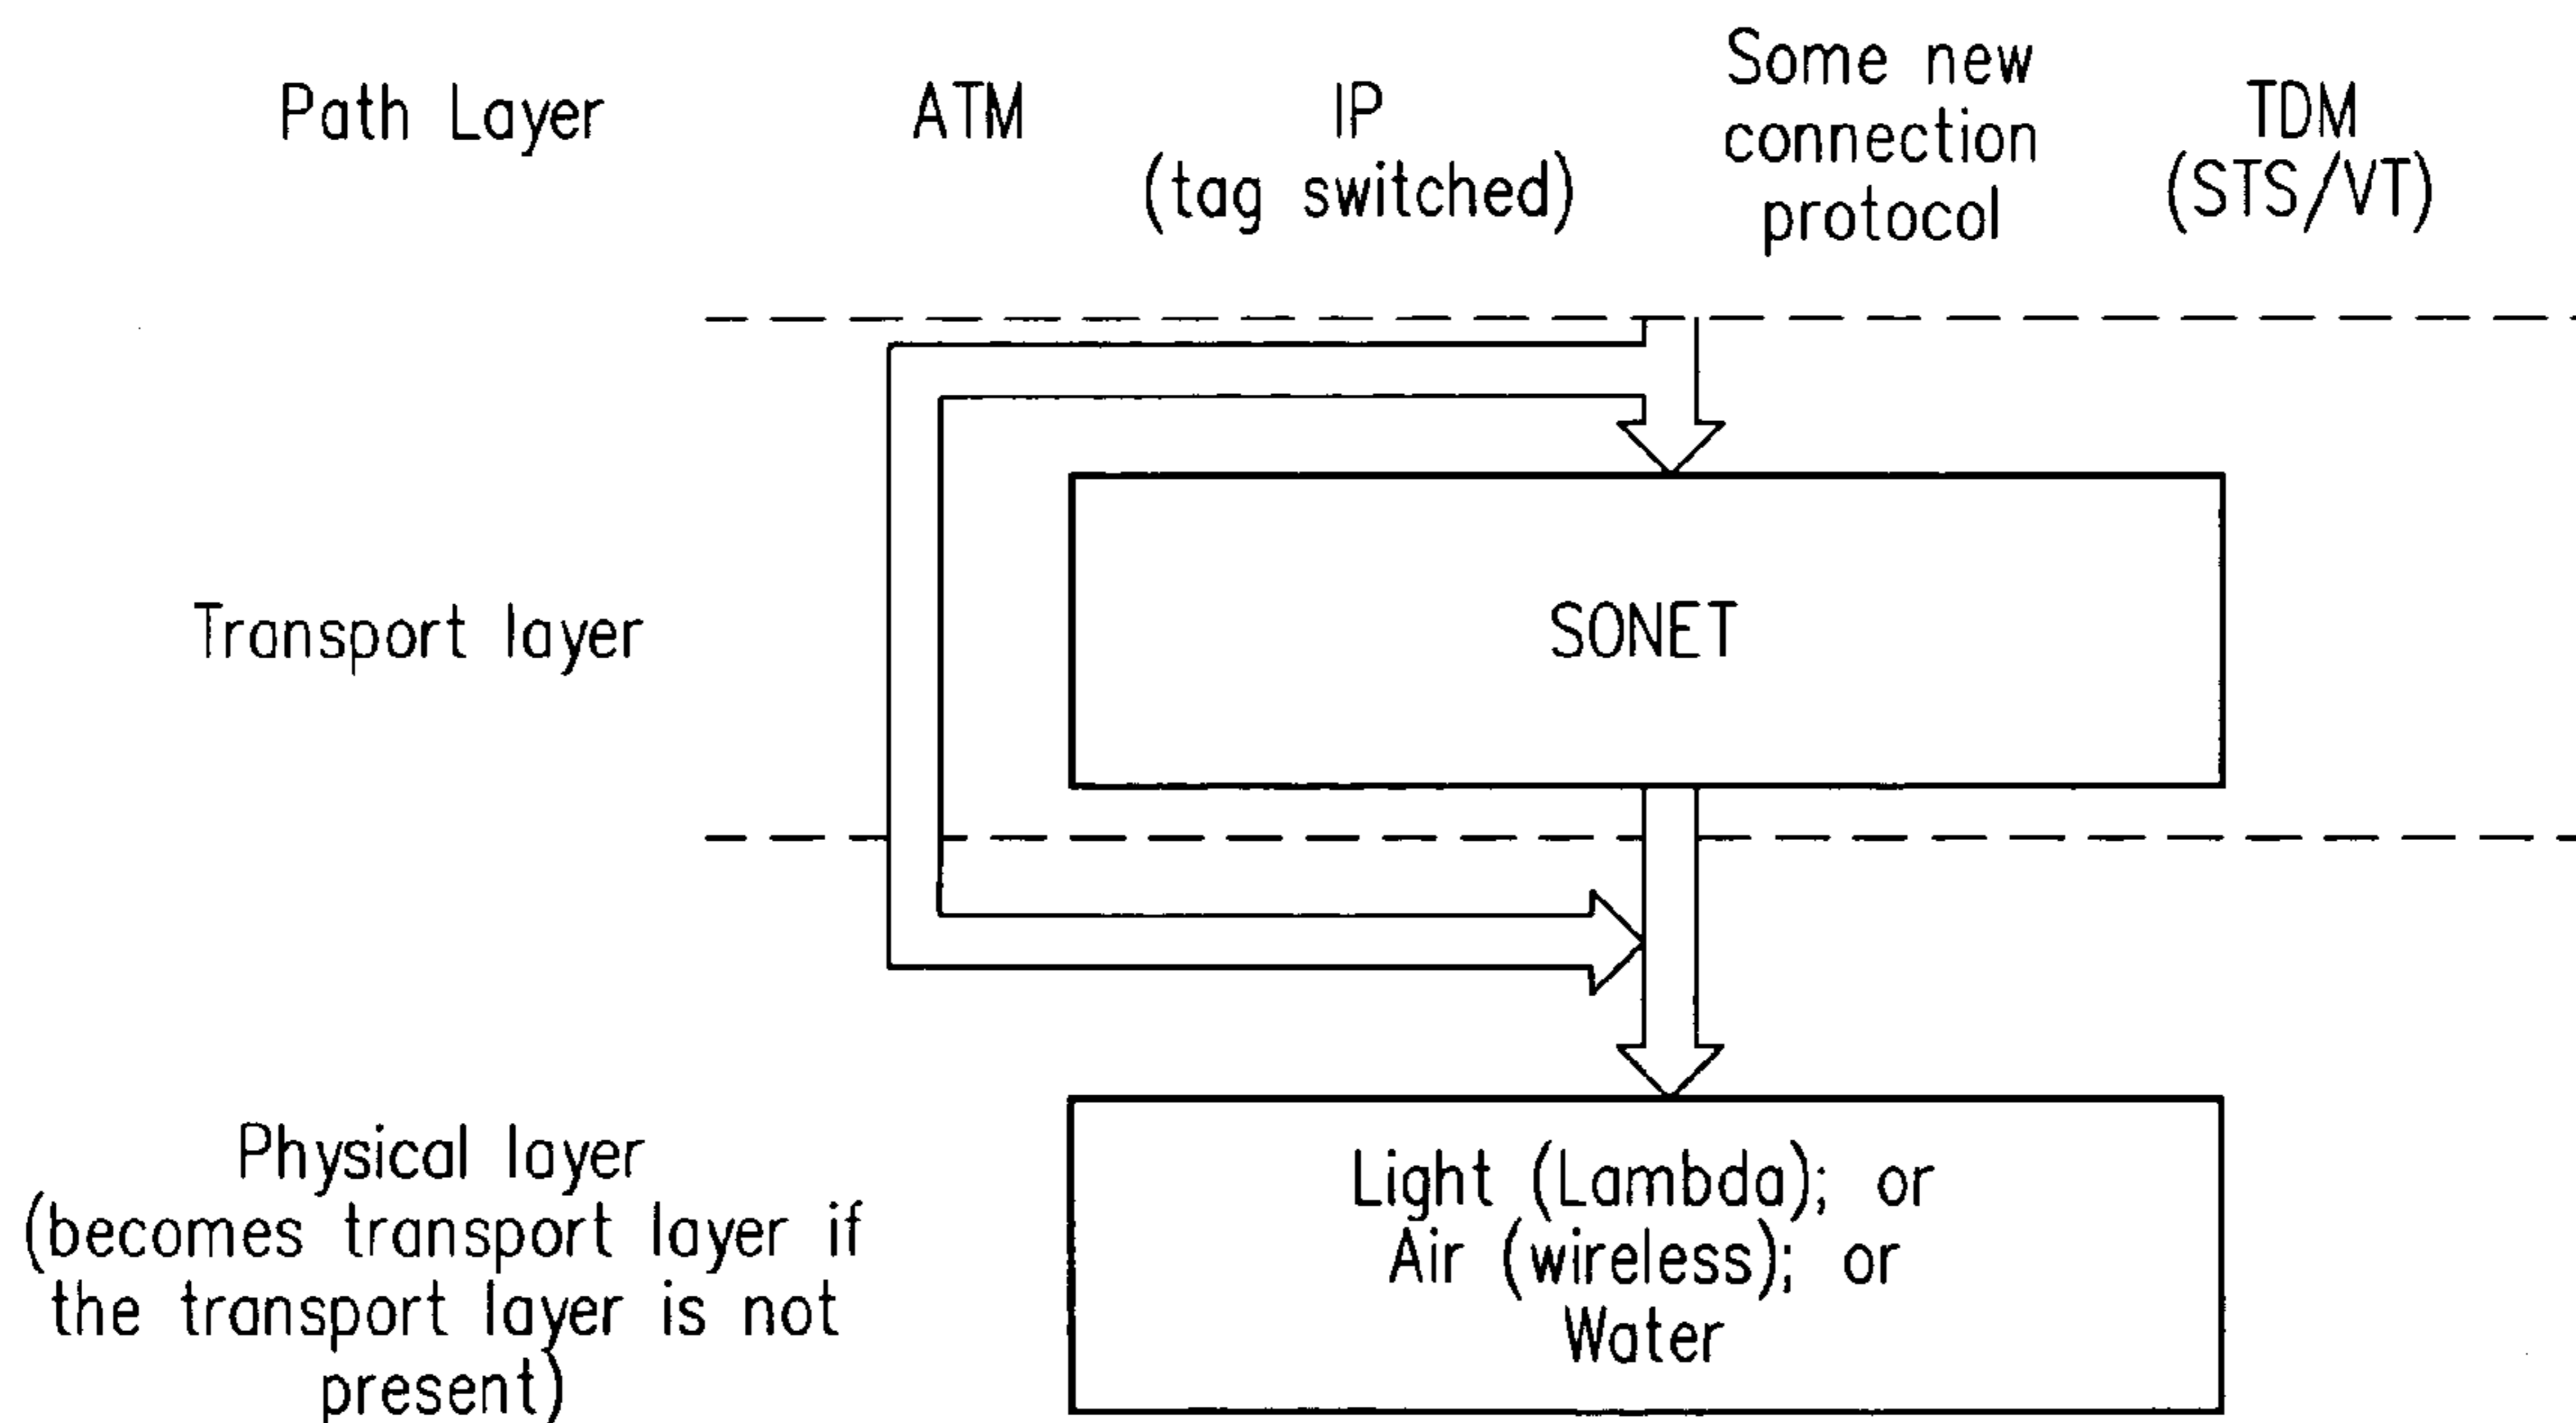 Path Layer
ATM
IP
(tag switched)
Some new
connection
protocol
TDM
(STS/VT)
Transport layer
SONET
Physical layer
(becomes transport layer if
the transport layer is not
present)
Light (Lambda); or
Air (wireless); or
Water